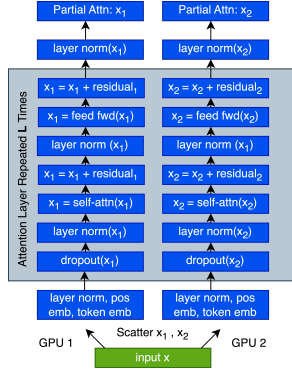 Partial Attn: x₁
Partial Attn: x₂
layer norm(x₁)
layer norm(x₂)
Attention Layer Repeated L Times
x₁ = x₁ + residual₁
x₂ = x₂ + residual₂
x₁ = feed fwd(x₁)
x₂ = feed fwd(x₂)
layer norm (x₁)
layer norm (x₁)
x₁ = x₁ + residual₁
x₂ = x₂ + residual₂
x₁ = self-attn(x₁)
x₂ = self-attn(x₂)
layer norm(x₁)
layer norm(x₂)
dropout(x₁)
dropout(x₂)
layer norm, pos
emb, token emb
layer norm, pos
emb, token emb
Scatter x₁ , x₂
GPU 1
GPU 2
input x